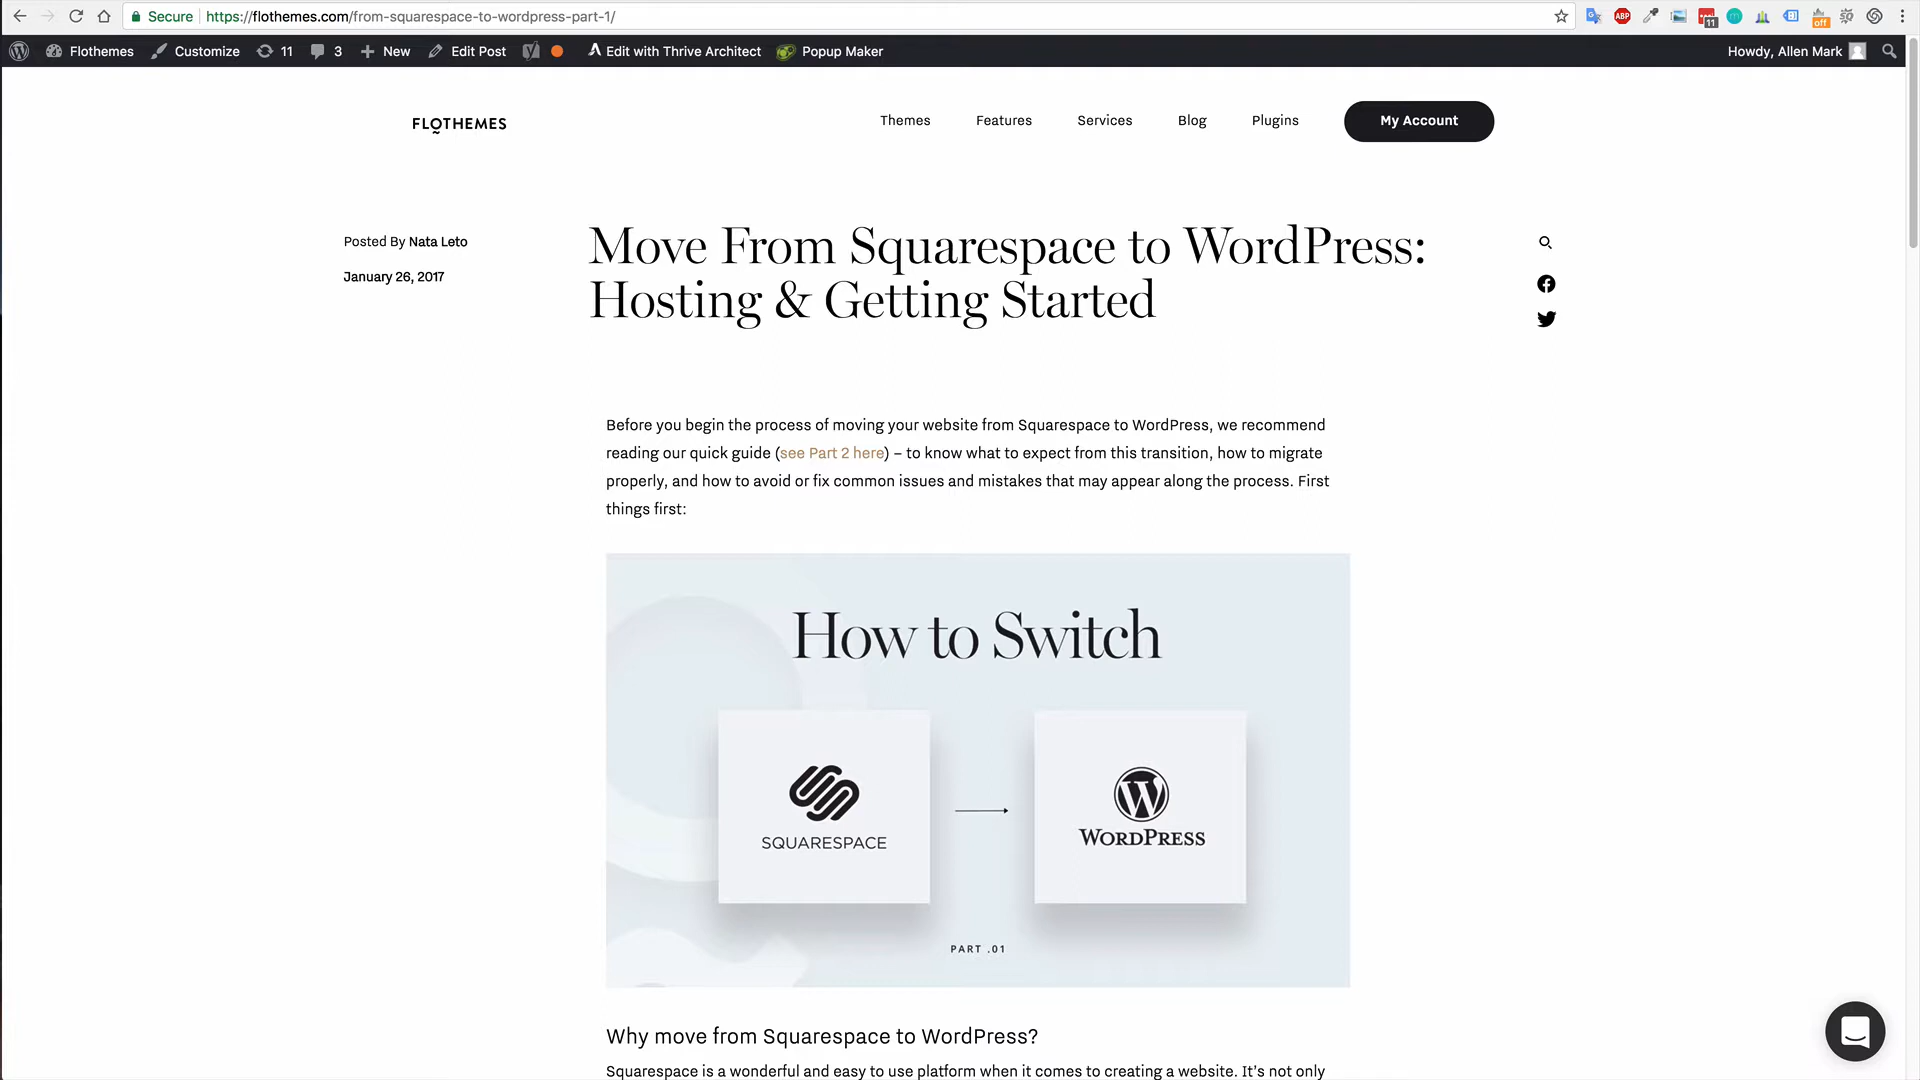 Secure https://flothemes.com/from-squarespace-to-wordpress-part-1/
ABP 11 off
Flothemes Customize 11 3 New Edit Post Edit with Thrive Architect Popup Maker Howdy, Allen Mark
FLOTHEMES Themes Features Services Blog Plugins My Account
Posted By Nata Leto
January 26, 2017
Move From Squarespace to WordPress:
Hosting & Getting Started
Before you begin the process of moving your website from Squarespace to WordPress, we recommend
reading our quick guide (see Part 2 here) – to know what to expect from this transition, how to migrate
properly, and how to avoid or fix common issues and mistakes that may appear along the process. First
things first:
How to Switch
SQUARESPACE
WORDPRESS
PART .01
Why move from Squarespace to WordPress?
Squarespace is a wonderful and easy to use platform when it comes to creating a website. It's not only